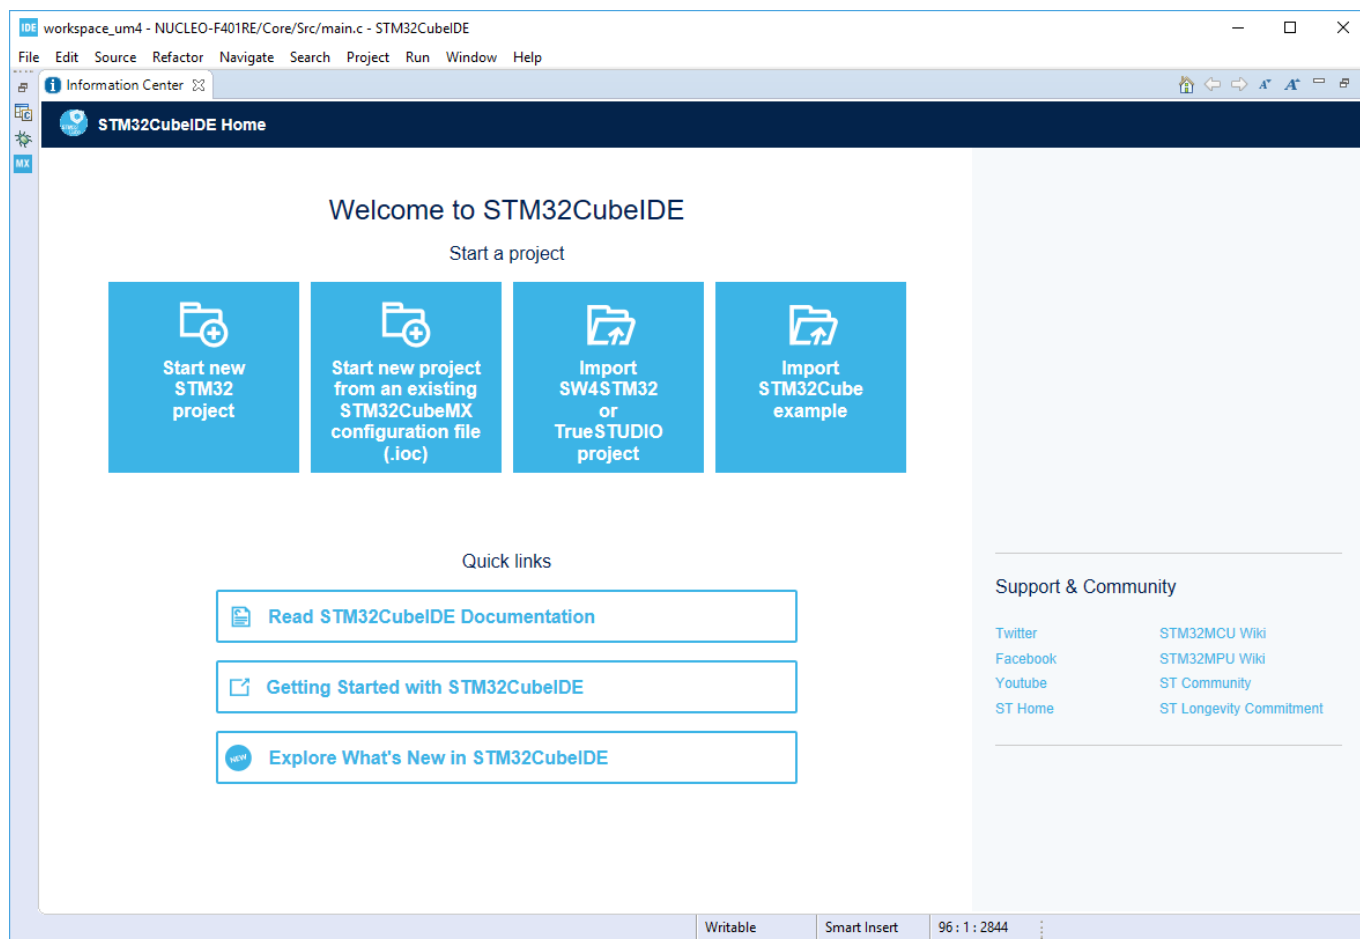 IDE workspace_um4 - NUCLEO-F401RE/Core/Src/main.c - STM32CubeIDE
File Edit Source Refactor Navigate Search Project Run Window Help
Information Center
STM32CubeIDE Home
MX
Welcome to STM32CubeIDE
Start a project
Start new
STM32
project
Start new project
from an existing
STM32CubeMX
configuration file
(.ioc)
Import
SW4STM32
or
TrueSTUDIO
project
Import
STM32Cube
example
Quick links
Read STM32CubeIDE Documentation
Getting Started with STM32CubeIDE
NEW Explore What's New in STM32CubeIDE
Support & Community
Twitter STM32MCU Wiki
Facebook STM32MPU Wiki
Youtube ST Community
ST Home ST Longevity Commitment
Writable Smart Insert 96 : 1 : 2844